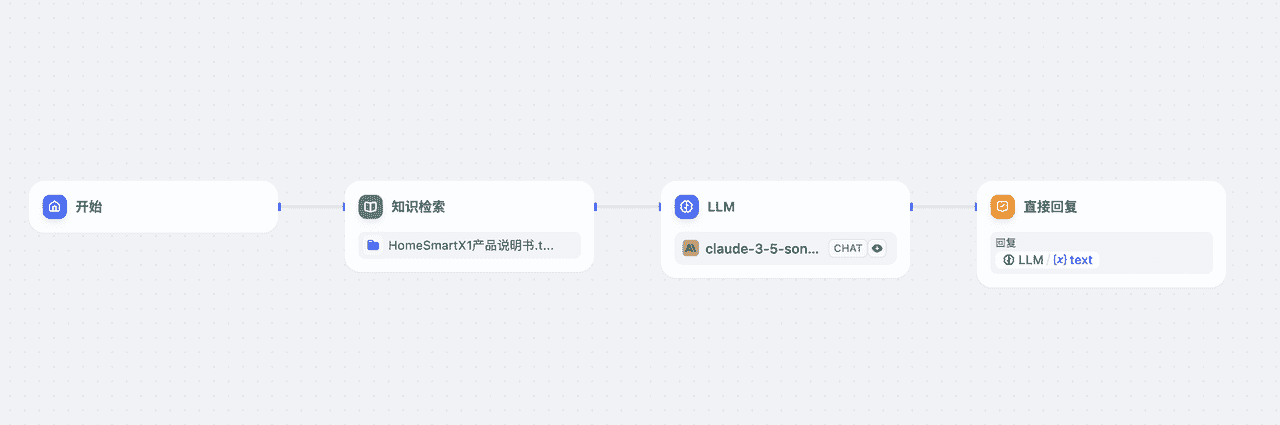 开始
知识检索
HomeSmartX1产品说明书.t...
LLM
claude-3-5-son...
CHAT
直接回复
回复
LLM / {x} text